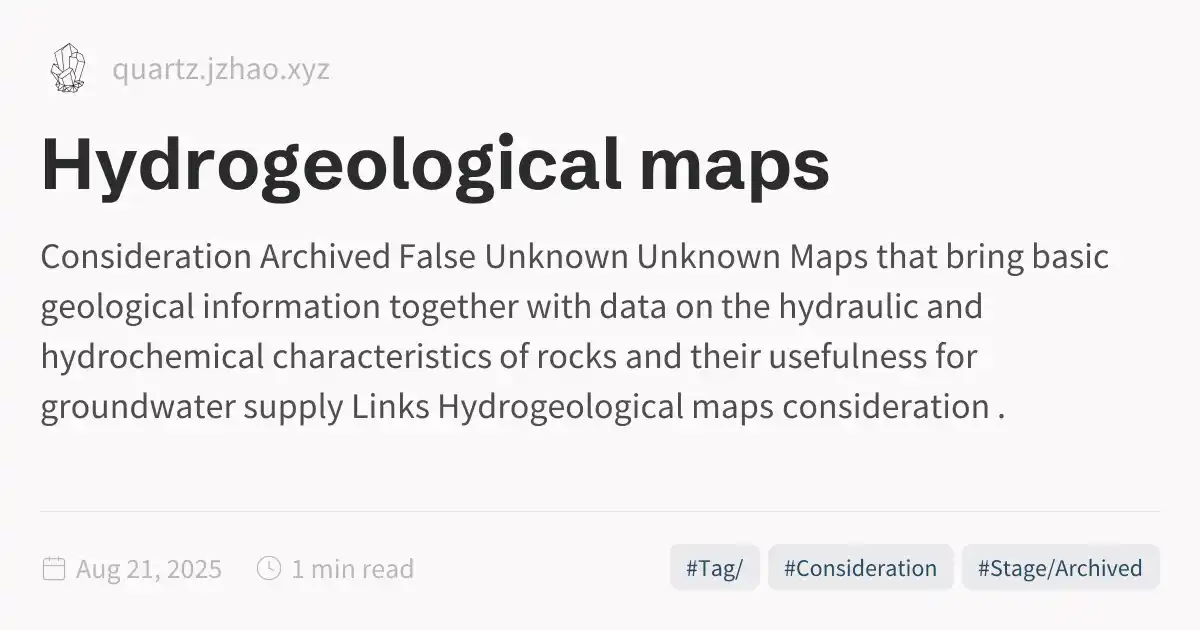 quartz.jzhao.xyz
Hydrogeological maps
Consideration Archived False Unknown Unknown Maps that bring basic
geological information together with data on the hydraulic and
hydrochemical characteristics of rocks and their usefulness for
groundwater supply Links Hydrogeological maps consideration .
Aug 21, 2025 1 min read #Tag/ #Consideration #Stage/Archived